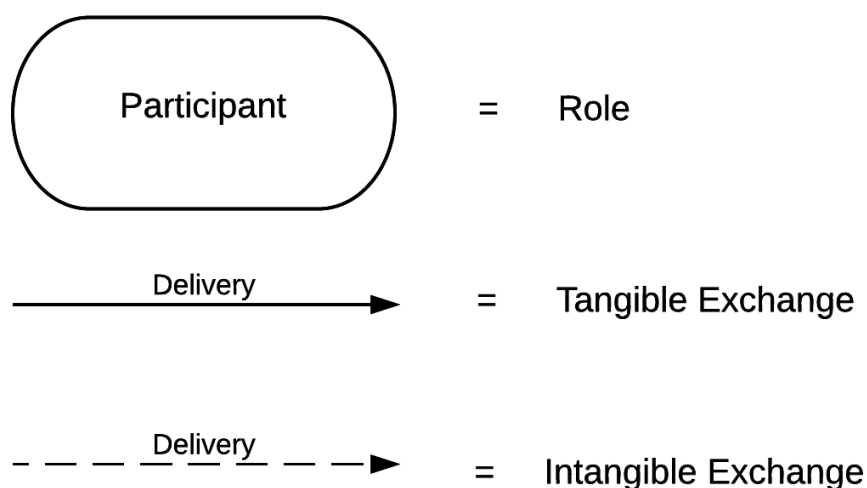 Participant = Role
Delivery = Tangible Exchange
Delivery = Intangible Exchange